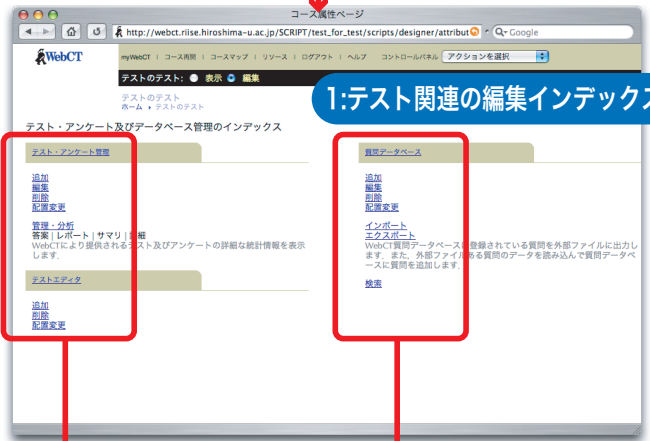 コース属性ページ
http://webct.riise.hiroshima-u.ac.jp/SCRIPT/test_for_test/scripts/designer/attribut
Google
WebCT
myWebCT | コース再開 | コースマップ | リソース | ログアウト | ヘルプ
コントロールパネル アクションを選択
テストのテスト: 表示 編集
テストのテスト
ホーム ▸ テストのテスト
1:テスト関連の編集インデックス
テスト・アンケート及びデータベース管理のインデックス
テスト・アンケート管理
追加
編集
削除
配置変更
管理・分析
答案 | レポート | サマリ | 詳細
WebCTにより提供されるテスト及びアンケートの詳細な統計情報を表示
します.
テストエディタ
追加
削除
配置変更
質問データベース
追加
編集
削除
配置変更
インポート
エクスポート
WebCT質問データベースに登録されている質問を外部ファイルに出力し
ます. また, 外部ファイルにある質問のデータを読み込んで質問データベ
ースに質問を追加します.
検索